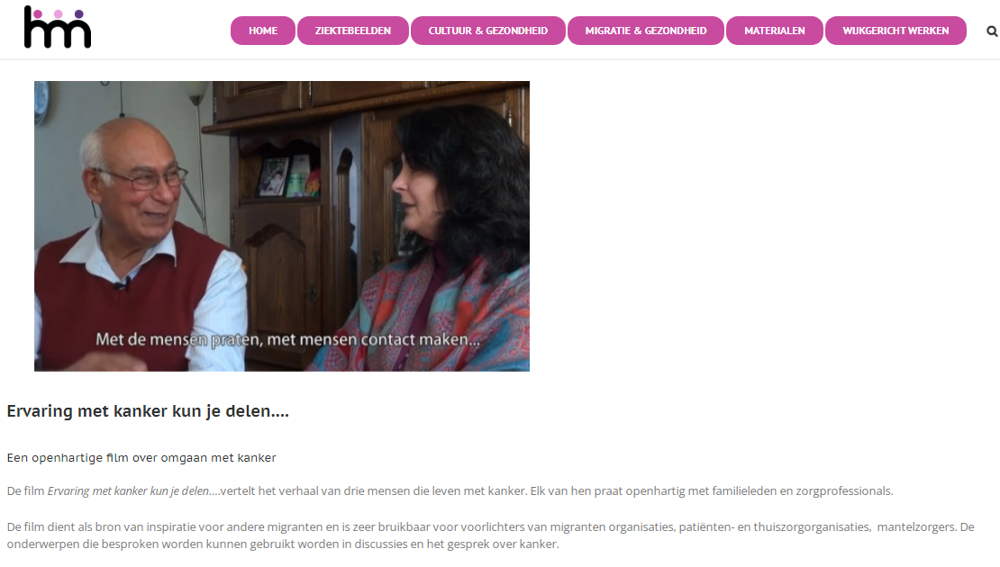 hm
HOME
ZIEKTEBEELDEN
CULTUUR & GEZONDHEID
MIGRATIE & GEZONDHEID
MATERIALEN
WIJKGERICHT WERKEN
Met de mensen praten, met mensen contact maken...
Ervaring met kanker kun je delen….
Een openhartige film over omgaan met kanker
De film Ervaring met kanker kun je delen….vertelt het verhaal van drie mensen die leven met kanker. Elk van hen praat openhartig met familieleden en zorgprofessionals.
De film dient als bron van inspiratie voor andere migranten en is zeer bruikbaar voor voorlichters van migranten organisaties, patiënten- en thuiszorgorganisaties,  mantelzorgers. De
onderwerpen die besproken worden kunnen gebruikt worden in discussies en het gesprek over kanker.